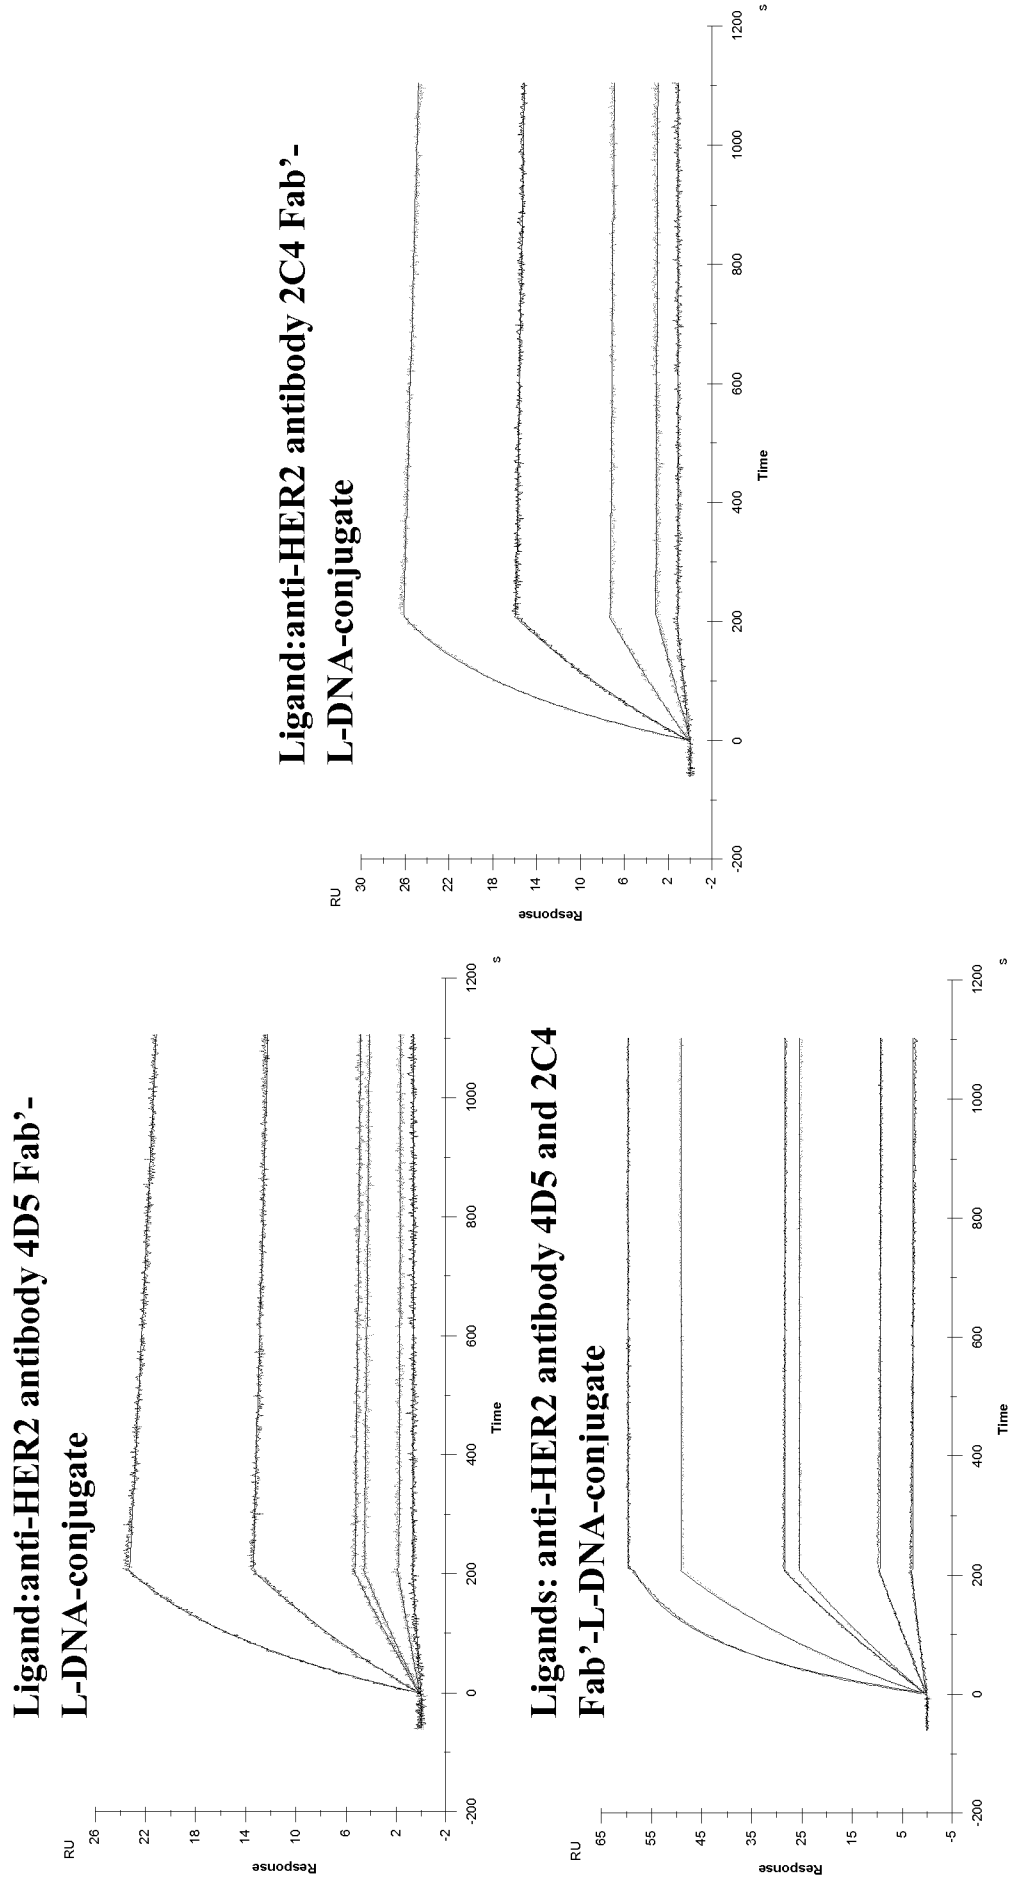 Ligand:anti-HER2 antibody 4D5 Fab’-
L-DNA-conjugate
RU
26
22
18
14
10
6
2
-2
Response
-200
0
200
400
600
800
1000
1200
Time
s
Ligand:anti-HER2 antibody 2C4 Fab’-
L-DNA-conjugate
RU
30
26
22
18
14
10
6
2
-2
Response
-200
0
200
400
600
800
1000
1200
Time
s
Ligands: anti-HER2 antibody 4D5 and 2C4
Fab’-L-DNA-conjugate
RU
65
55
45
35
25
15
5
-5
Response
-200
0
200
400
600
800
1000
1200
Time
s